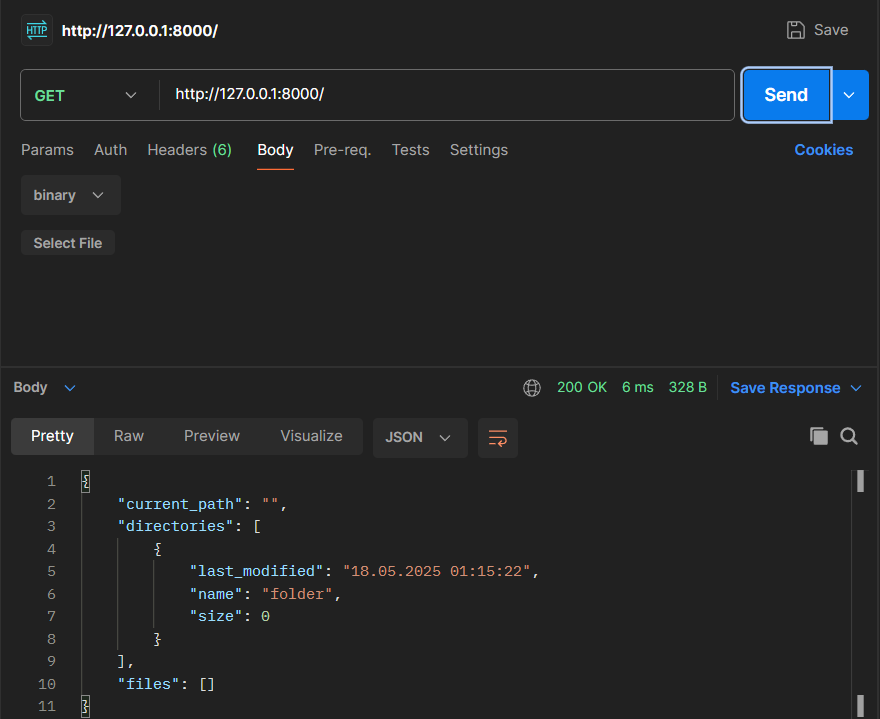 HTTP http://127.0.0.1:8000/ Save
GET http://127.0.0.1:8000/ Send
Params Auth Headers (6) Body Pre-req. Tests Settings Cookies
binary
Select File
Body 200 OK 6 ms 328 B Save Response
Pretty Raw Preview Visualize JSON
1 {
2 "current_path": "",
3 "directories": [
4 {
5 "last_modified": "18.05.2025 01:15:22",
6 "name": "folder",
7 "size": 0
8 }
9 ],
10 "files": []
11 }